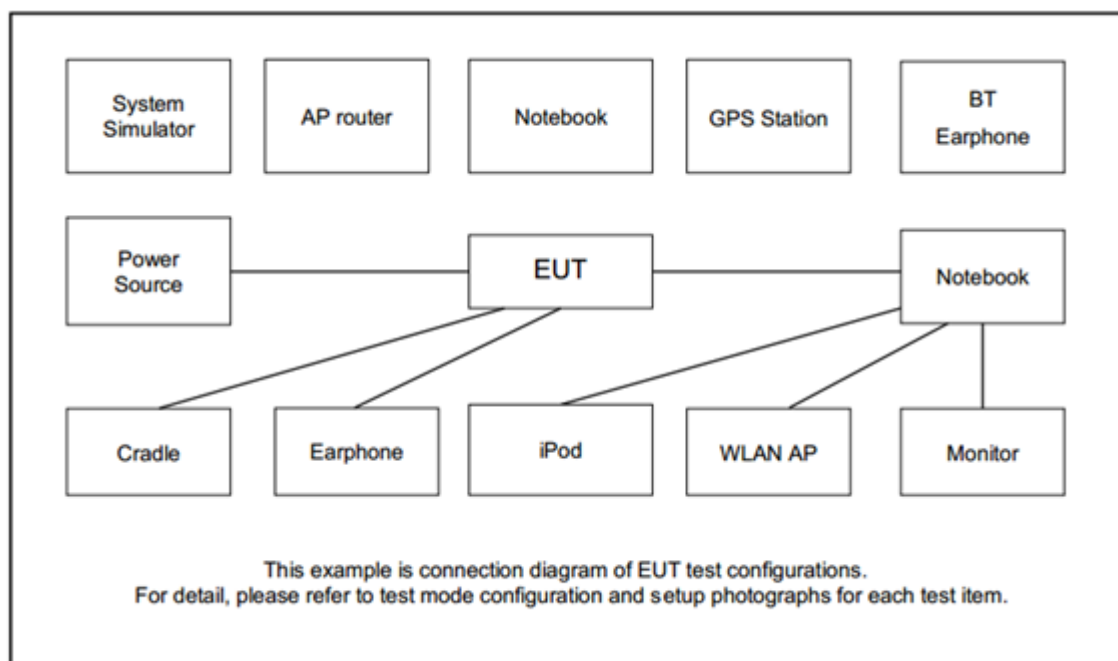 System
Simulator
AP router
Notebook
GPS Station
BT
Earphone
Power
Source
EUT
Notebook
Cradle
Earphone
iPod
WLAN AP
Monitor
This example is connection diagram of EUT test configurations.
For detail, please refer to test mode configuration and setup photographs for each test item.